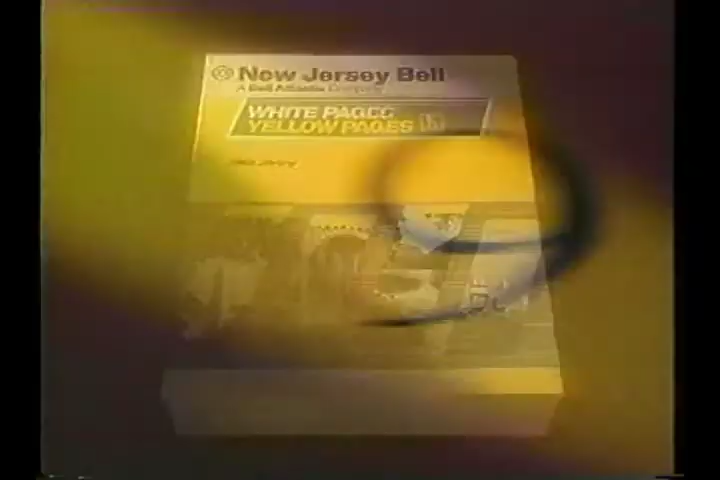 New Jersey Bell
A Bell Atlantic Company
WHITE PAGES
YELLOW PAGES